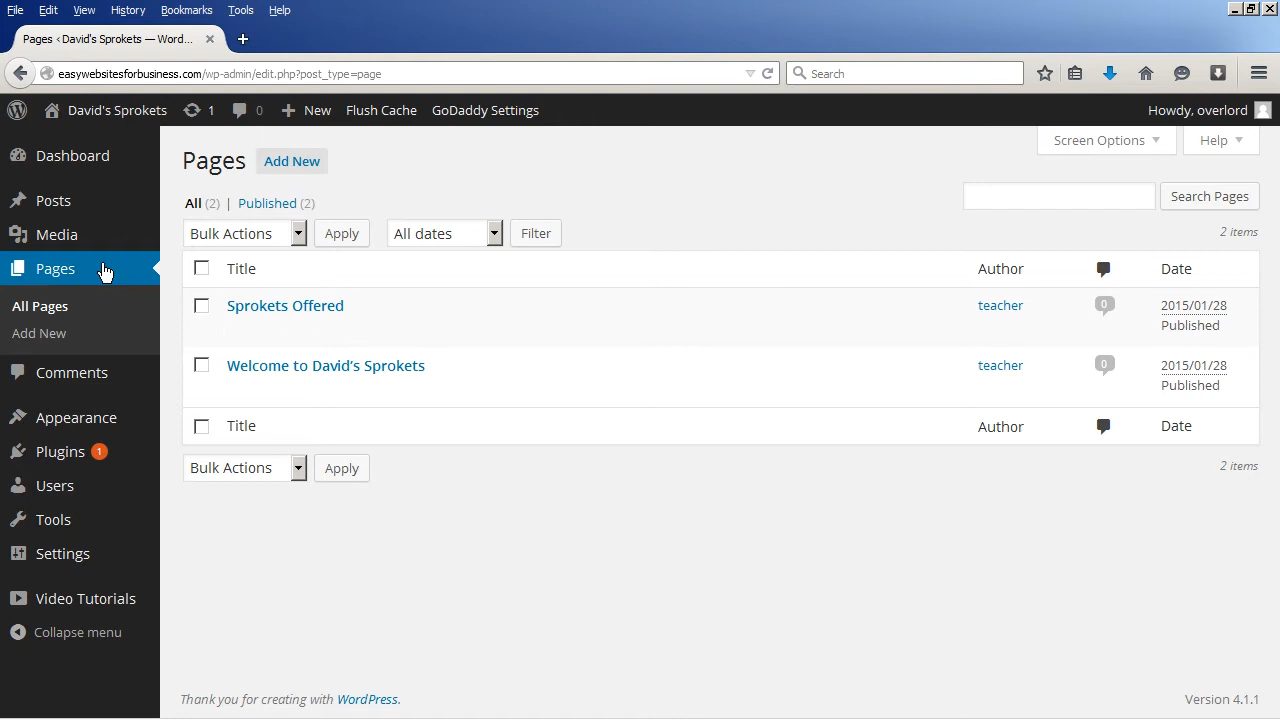 File Edit View History Bookmarks Tools Help
Pages ‹ David's Sprokets — Word...
easywebsitesforbusiness.com/wp-admin/edit.php?post_type=page Search
David's Sprokets 1 0 New Flush Cache GoDaddy Settings Howdy, overlord
Dashboard
Posts
Media
Pages
All Pages
Add New
Comments
Appearance
Plugins 1
Users
Tools
Settings
Video Tutorials
Collapse menu
Screen Options Help
Pages Add New
All (2) | Published (2)
Search Pages
Bulk Actions Apply All dates Filter
2 items
Title Author Date
Sprokets Offered teacher 0 2015/01/28
Published
Welcome to David’s Sprokets teacher 0 2015/01/28
Published
Title Author Date
Bulk Actions Apply
2 items
Thank you for creating with WordPress. Version 4.1.1